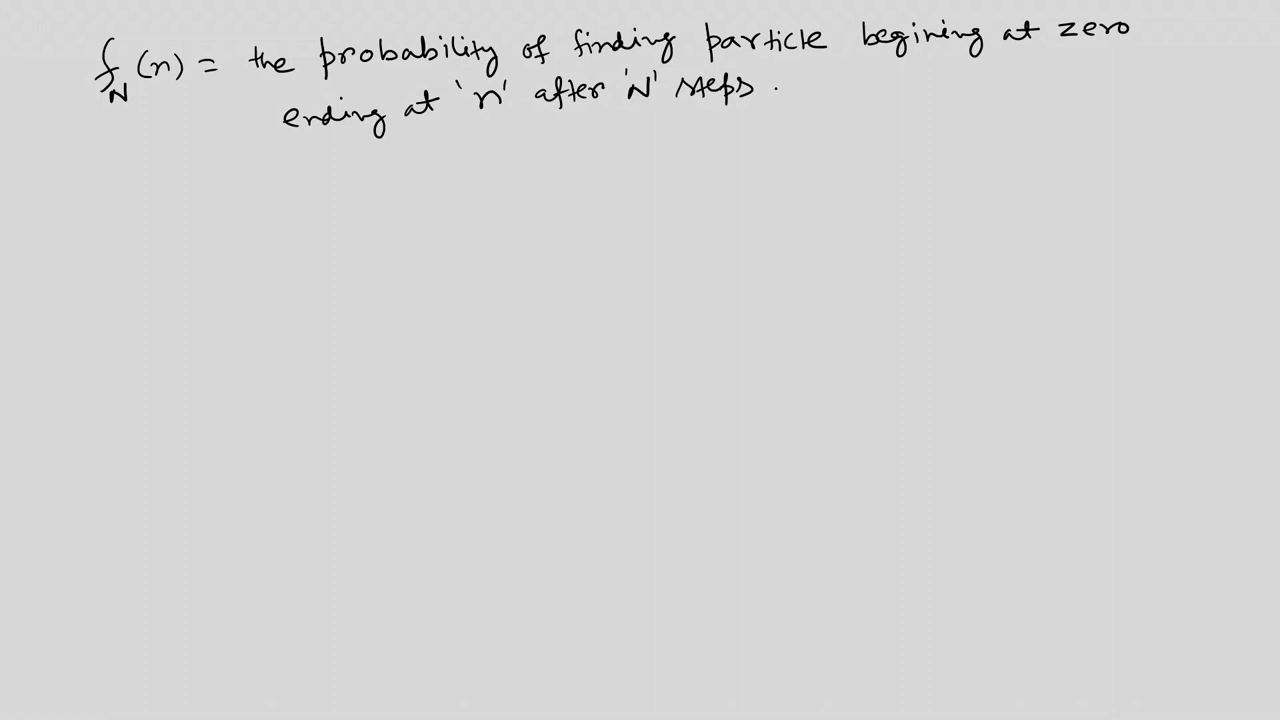 f_N (n) = the probability of finding particle begining at zero
ending at 'n' after 'N' steps.